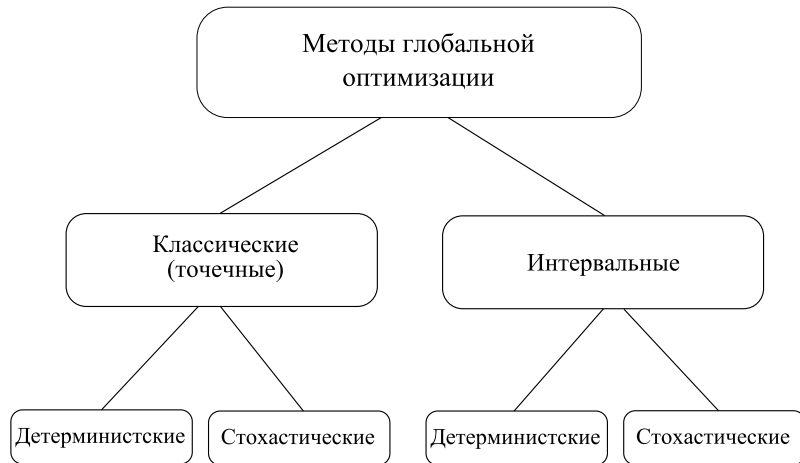 Методы глобальной
оптимизации
Классические
(точечные)
Интервальные
Детерминистские
Стохастические
Детерминистские
Стохастические